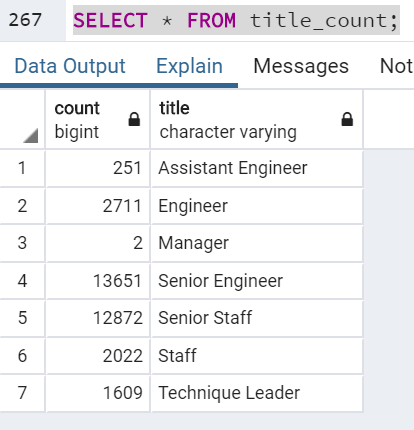 267 SELECT * FROM title_count;
Data Output Explain Messages Not
count title
bigint character varying
1 251 Assistant Engineer
2 2711 Engineer
3 2 Manager
4 13651 Senior Engineer
5 12872 Senior Staff
6 2022 Staff
7 1609 Technique Leader